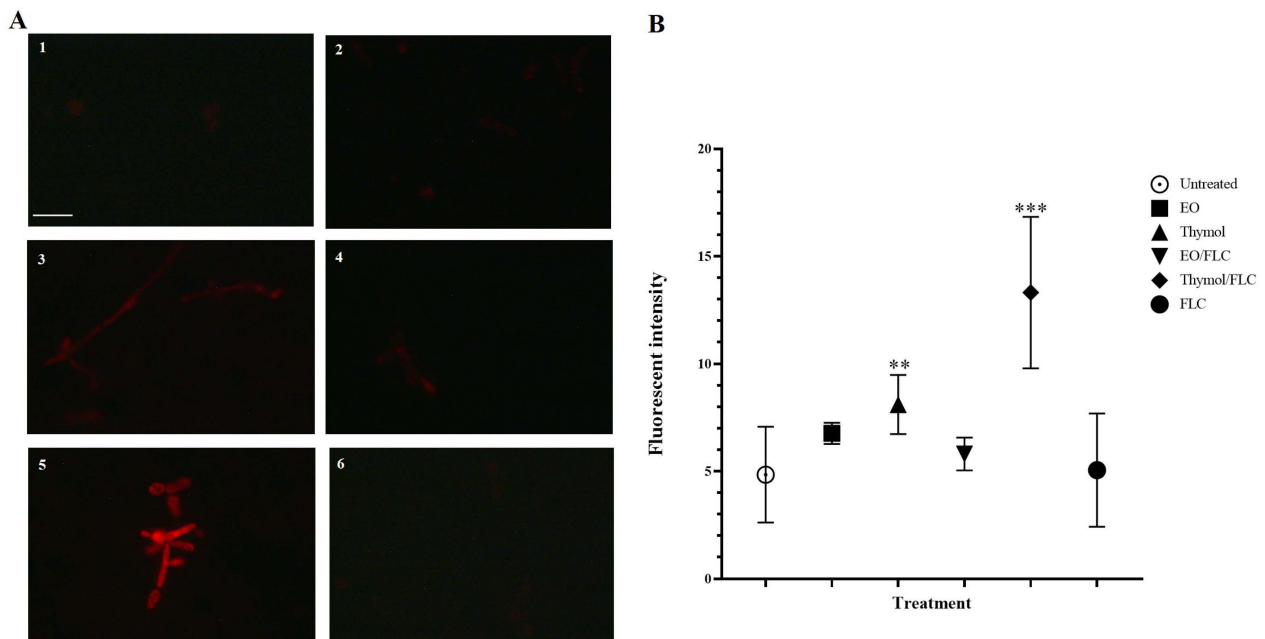 A
1
2
3
4
5
6
B
Fluorescent intensity
20
15
10
5
0
**
***
Treatment
Untreated
EO
Thymol
EO/FLC
Thymol/FLC
FLC